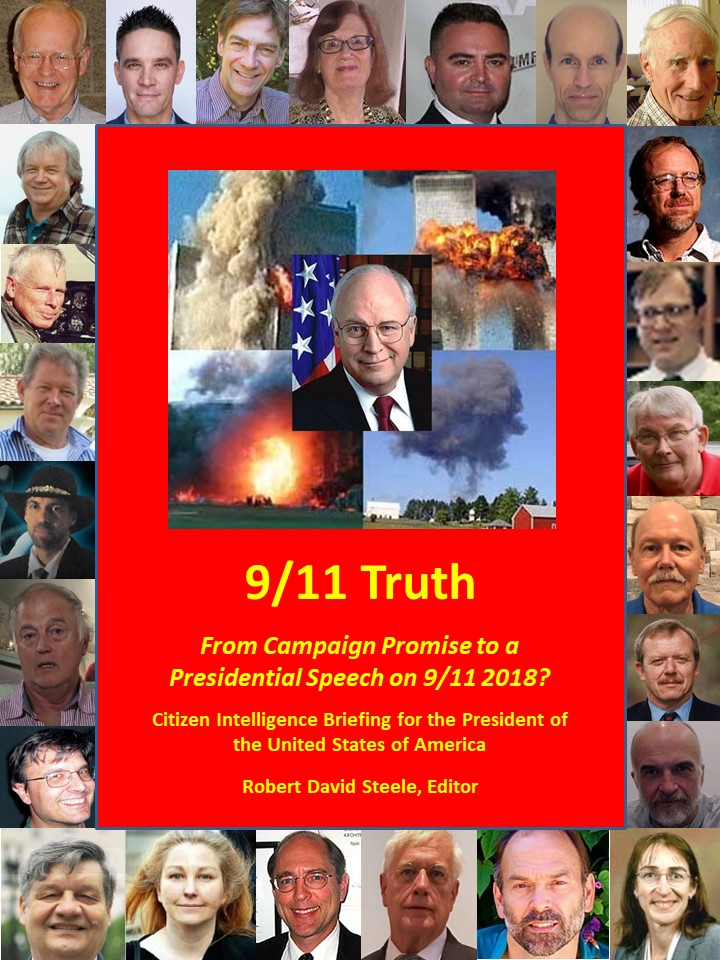 9/11 Truth
From Campaign Promise to a
Presidential Speech on 9/11 2018?
Citizen Intelligence Briefing for the President of
the United States of America
Robert David Steele, Editor